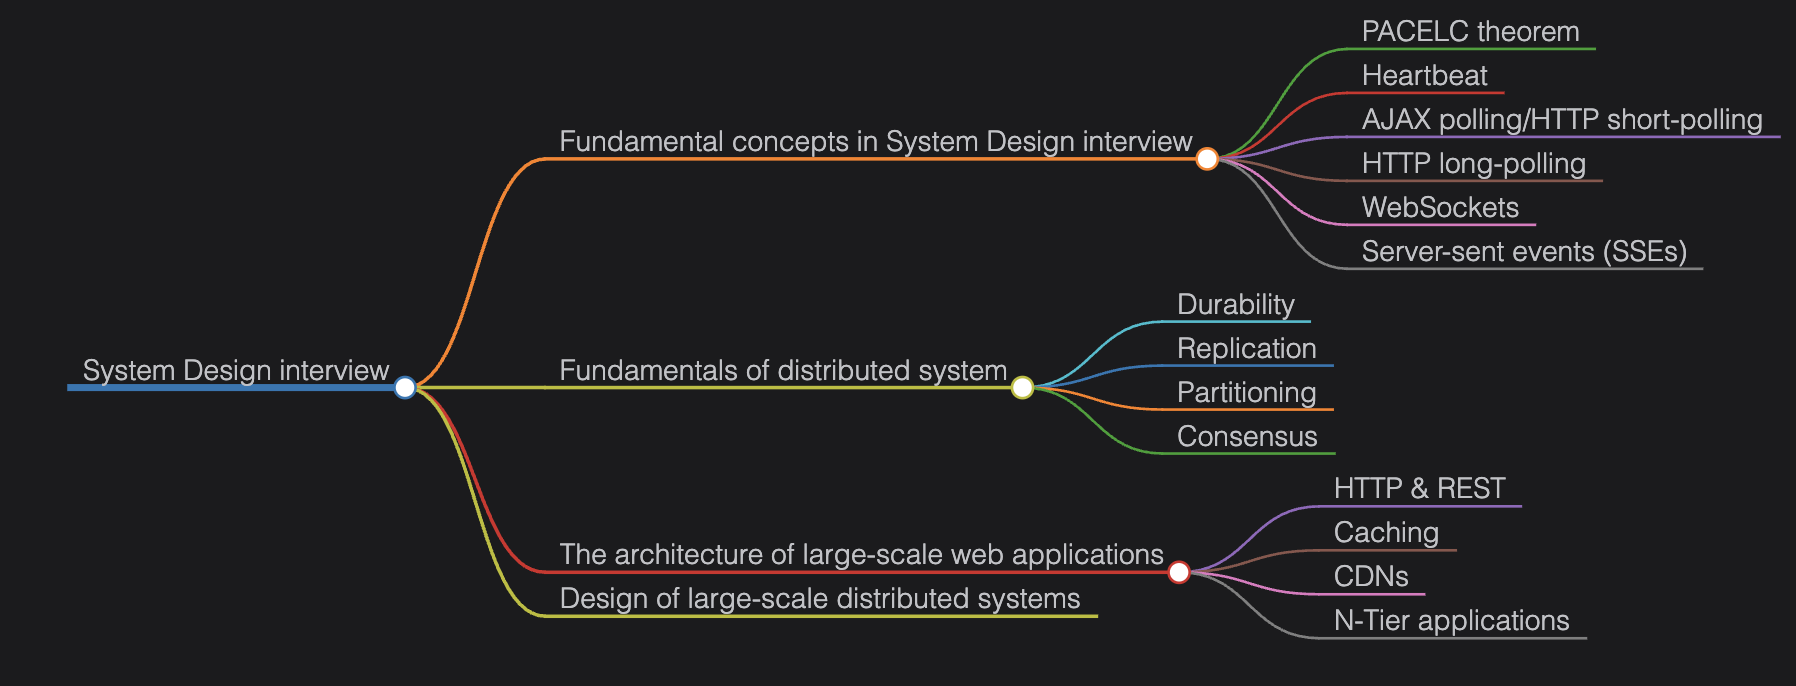 System Design interview
Fundamental concepts in System Design interview
PACELC theorem
Heartbeat
AJAX polling/HTTP short-polling
HTTP long-polling
WebSockets
Server-sent events (SSEs)
Fundamentals of distributed system
Durability
Replication
Partitioning
Consensus
The architecture of large-scale web applications
HTTP & REST
Caching
CDNs
N-Tier applications
Design of large-scale distributed systems